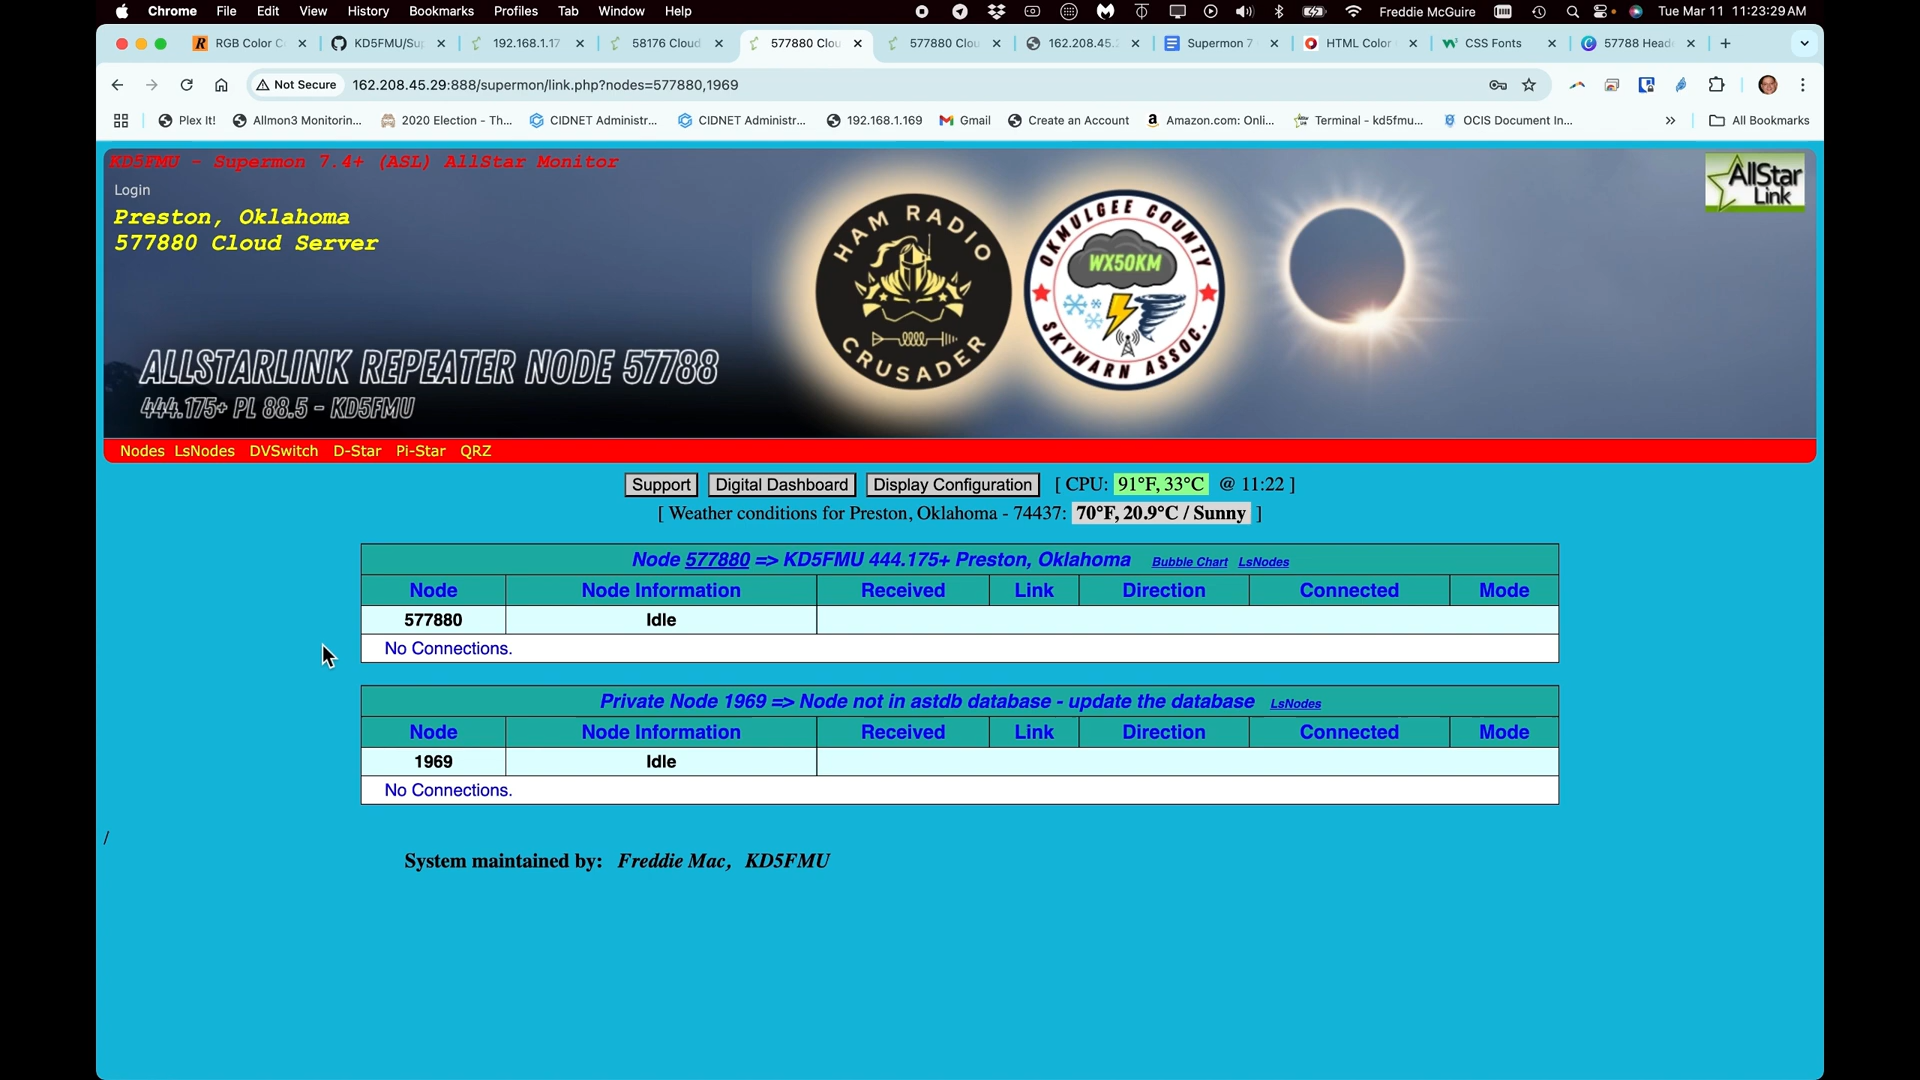 Chrome File Edit View History Bookmarks Profiles Tab Window Help Freddie McGuire Tue Mar 11 11:23:29 AM
RGB Color C KD5FMU/Su 192.168.1.17 58176 Cloud 577880 Clou 577880 Clou 162.208.45. Supermon 7 HTML Color CSS Fonts 57788 Head
Not Secure 162.208.45.29:888/supermon/link.php?nodes=577880,1969
Plex It! Allmon3 Monitorin... 2020 Election - Th... CIDNET Administr... CIDNET Administr... 192.168.1.169 Gmail Create an Account Amazon.com: Onli... Terminal - kd5fmu... OCIS Document In... » All Bookmarks
KD5FMU - Supermon 7.4+ (ASL) AllStar Monitor
Login
Preston, Oklahoma
577880 Cloud Server
HAM RADIO
CRUSADER
OKMULGEE COUNTY
WX5OKM
SKYWARN ASSOC.
AllStar
Link
ALLSTARLINK REPEATER NODE 57788
444.175+ PL 88.5 - KD5FMU
Nodes LsNodes DVSwitch D-Star Pi-Star QRZ
Support Digital Dashboard Display Configuration [ CPU: 91°F, 33°C @ 11:22 ]
[ Weather conditions for Preston, Oklahoma - 74437: 70°F, 20.9°C / Sunny ]
Node 577880 => KD5FMU 444.175+ Preston, Oklahoma Bubble Chart LsNodes
Node Node Information Received Link Direction Connected Mode
577880 Idle
No Connections.
Private Node 1969 => Node not in astdb database - update the database LsNodes
Node Node Information Received Link Direction Connected Mode
1969 Idle
No Connections.
/
System maintained by: Freddie Mac, KD5FMU